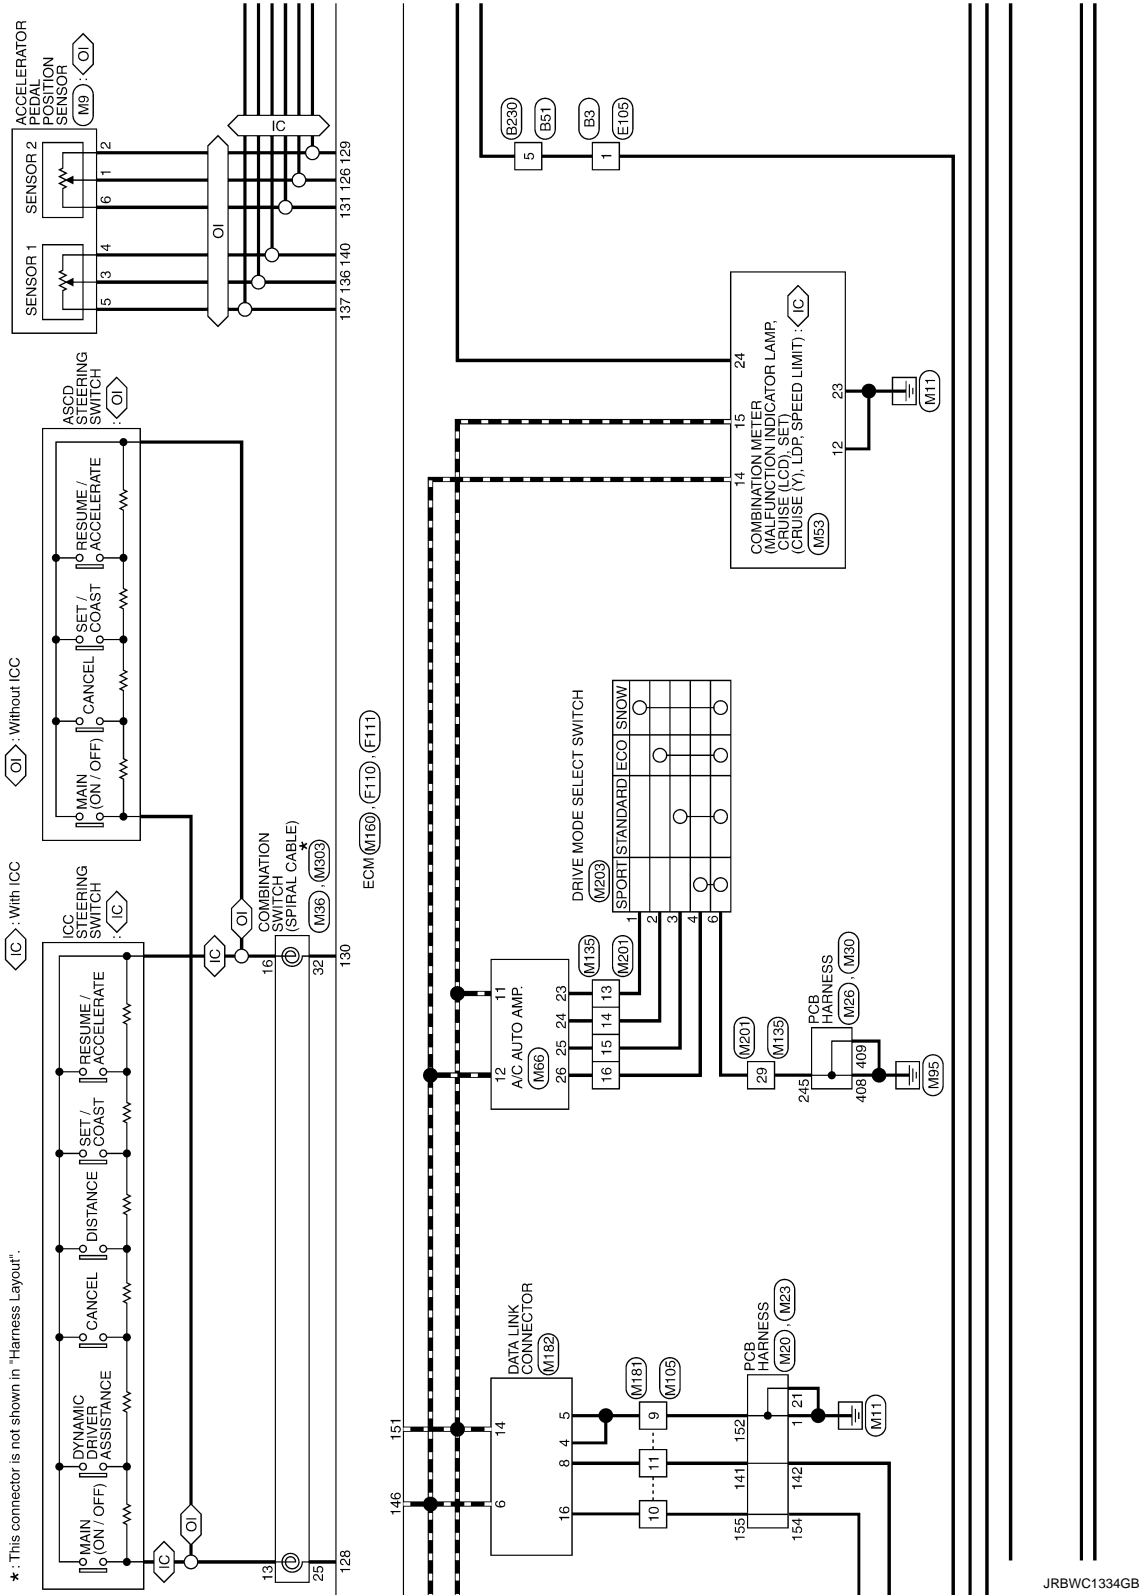 *: This connector is not shown in "Harness Layout".
IC : With ICC
OI : Without ICC
ICC
STEERING
SWITCH
: IC
MAIN
(ON / OFF)
DYNAMIC
DRIVER
ASSISTANCE
CANCEL
DISTANCE
SET /
COAST
RESUME /
ACCELERATE
ASCD
STEERING
SWITCH
: OI
MAIN
(ON / OFF)
CANCEL
SET /
COAST
RESUME /
ACCELERATE
ACCELERATOR
PEDAL
POSITION
SENSOR
M9 : OI
SENSOR 1
SENSOR 2
5
3
4
6
1
2
OI
IC
137
136
140
131
126
129
IC
OI
IC
OI
13
25
128
16
32
130
COMBINATION
SWITCH
(SPIRAL CABLE)
*
M36 , M303
ECM M160 , F110 , F111
146
151
6
14
DATA LINK
CONNECTOR
M182
16
8
4
5
10
11
9
M181
M105
155
141
152
PCB
HARNESS
M20 , M23
154
142
1
21
M11
12
11
A/C AUTO AMP.
M66
26
25
24
23
16
15
14
13
M135
M201
DRIVE MODE SELECT SWITCH
M203
SPORT
STANDARD
ECO
SNOW
1
2
3
4
6
29
M201
M135
245
PCB
HARNESS
M26 , M30
408
409
M95
14
15
24
COMBINATION METER
(MALFUNCTION INDICATOR LAMP,
CRUISE (LCD), SET)
(CRUISE (Y), LDP, SPEED LIMIT) : IC
M53
12
23
M11
5
B230
B51
1
B3
E105
JRBWC1334GB